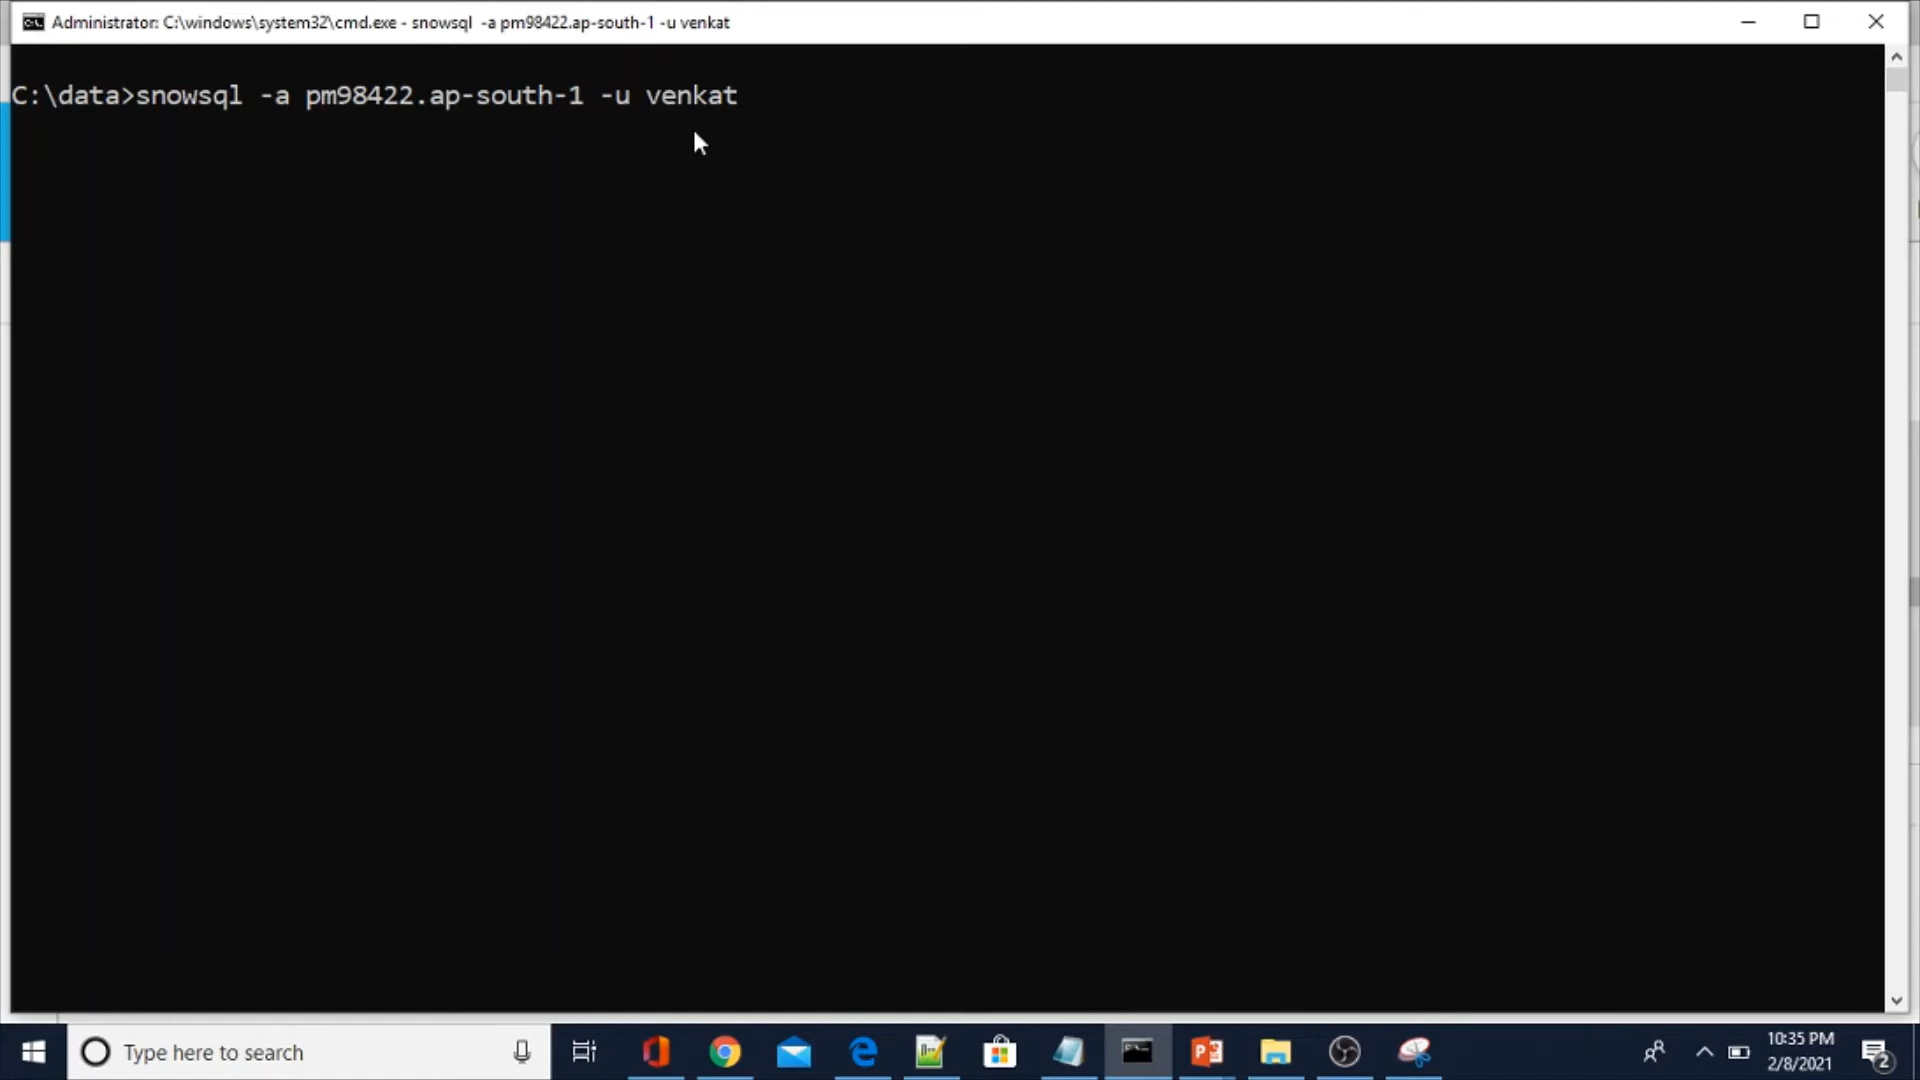 Administrator: C:\windows\system32\cmd.exe - snowsql -a pm98422.ap-south-1 -u venkat
C:\data>snowsql -a pm98422.ap-south-1 -u venkat
Type here to search
10:35 PM
2/8/2021
2